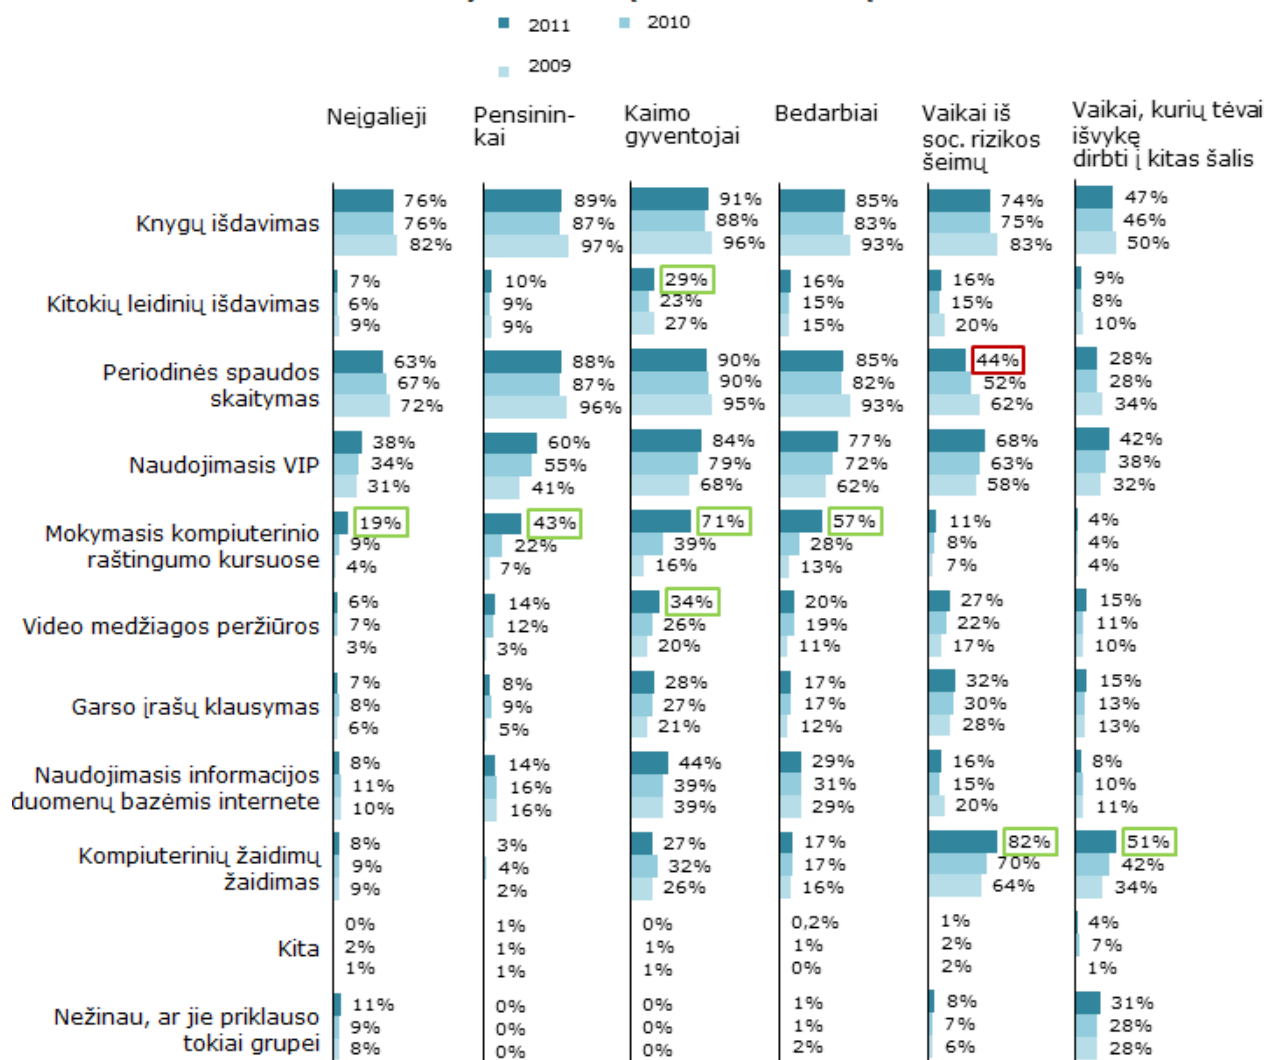 2011 2010
2009
Neįgalieji
Pensinin-
kai
Kaimo
gyventojai
Bedarbiai
Vaikai iš
soc. rizikos
šeimų
Vaikai, kurių tėvai
išvykę
dirbti į kitas šalis
Knygų išdavimas
76% 89% 91% 85% 74% 47%
76% 87% 88% 83% 75% 46%
82% 97% 96% 93% 83% 50%
Kitokių leidinių išdavimas
7% 10% 29% 16% 16% 9%
6% 9% 23% 15% 15% 8%
9% 9% 27% 15% 20% 10%
Periodinės spaudos
skaitymas
63% 88% 90% 85% 44% 28%
67% 87% 90% 82% 52% 28%
72% 96% 95% 93% 62% 34%
Naudojimasis VIP
38% 60% 84% 77% 68% 42%
34% 55% 79% 72% 63% 38%
31% 41% 68% 62% 58% 32%
Mokymasis kompiuterinio
raštingumo kursuose
19% 43% 71% 57% 11% 4%
9% 22% 39% 28% 8% 4%
4% 7% 16% 13% 7% 4%
Video medžiagos peržiūros
6% 14% 34% 20% 27% 15%
7% 12% 26% 19% 22% 11%
3% 3% 20% 11% 17% 10%
Garso įrašų klausymas
7% 8% 28% 17% 32% 15%
8% 9% 27% 17% 30% 13%
6% 5% 21% 12% 28% 13%
Naudojimasis informacijos
duomenų bazėmis internete
8% 14% 44% 29% 16% 8%
11% 16% 39% 31% 15% 10%
10% 16% 39% 29% 20% 11%
Kompiuterinių žaidimų
žaidimas
8% 3% 27% 17% 82% 51%
9% 4% 32% 17% 70% 42%
9% 2% 26% 16% 64% 34%
Kita
0% 1% 0% 0,2% 1% 4%
2% 1% 1% 1% 2% 7%
1% 1% 1% 0% 2% 1%
Nežinau, ar jie priklauso
tokiai grupei
11% 0% 0% 1% 8% 31%
9% 0% 0% 1% 7% 28%
8% 0% 0% 2% 6% 28%